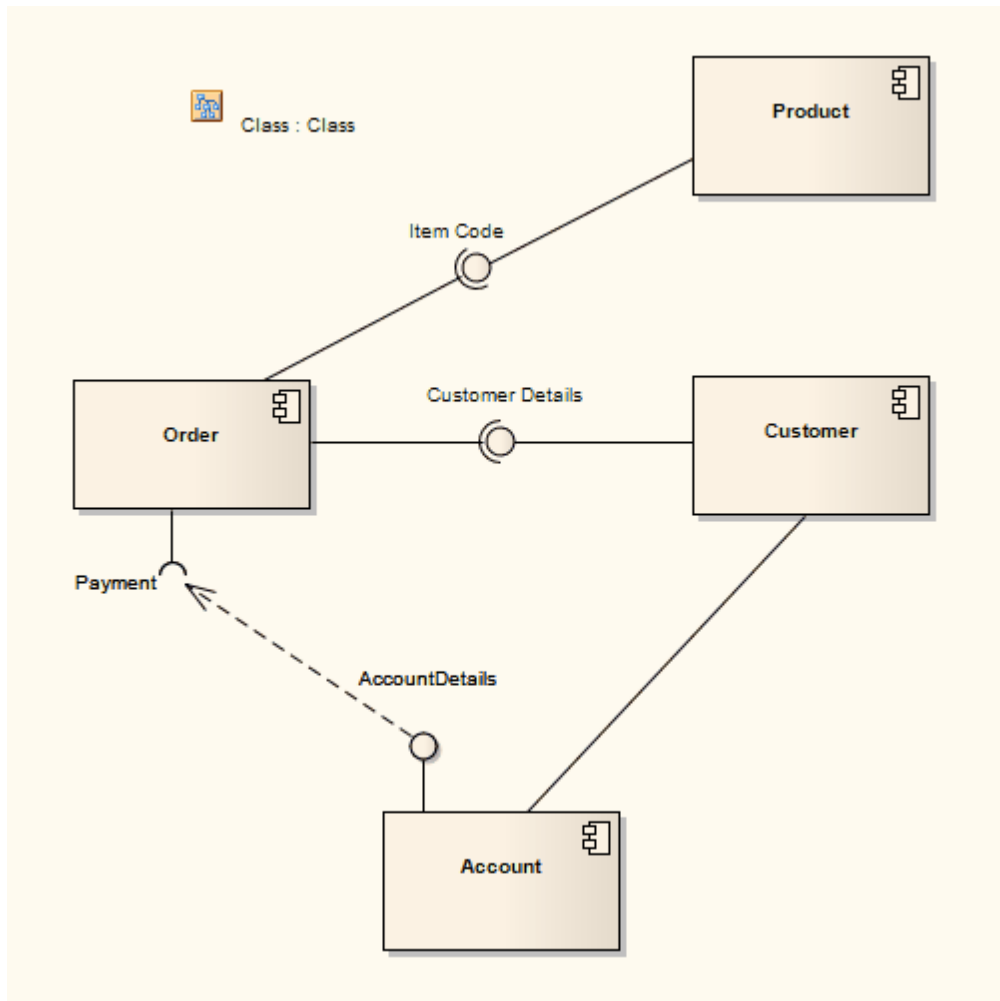 Product
Class : Class
Item Code
Customer Details
Order
Customer
Payment
AccountDetails
Account